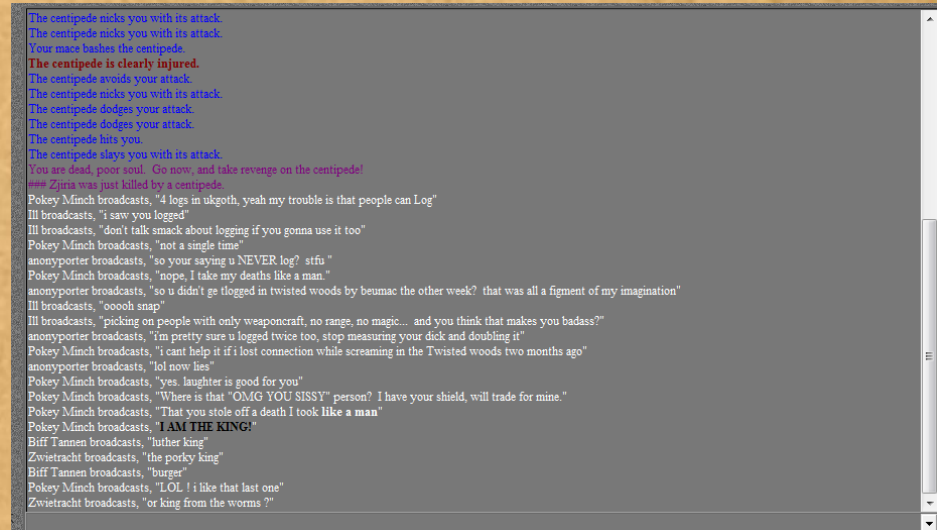 The centipede nicks you with its attack.
The centipede nicks you with its attack.
Your mace bashes the centipede.
The centipede is clearly injured.
The centipede avoids your attack.
The centipede nicks you with its attack.
The centipede dodges your attack.
The centipede dodges your attack.
The centipede hits you.
The centipede slays you with its attack.
You are dead, poor soul.  Go now, and take revenge on the centipede!
### Zjiria was just killed by a centipede.
Pokey Minch broadcasts, "4 logs in ukgoth, yeah my trouble is that people can Log"
Ill broadcasts, "i saw you logged"
Ill broadcasts, "don't talk smack about logging if you gonna use it too"
Pokey Minch broadcasts, "not a single time"
anonyporter broadcasts, "so your saying u NEVER log?  stfu "
Pokey Minch broadcasts, "nope, I take my deaths like a man."
anonyporter broadcasts, "so u didn't ge tlogged in twisted woods by beumac the other week?  that was all a figment of my imagination"
Ill broadcasts, "ooooh snap"
Ill broadcasts, "picking on people with only weaponcraft, no range, no magic...  and you think that makes you badass?"
anonyporter broadcasts, "i'm pretty sure u logged twice too, stop measuring your dick and doubling it"
Pokey Minch broadcasts, "i cant help it if i lost connection while screaming in the Twisted woods two months ago"
anonyporter broadcasts, "lol now lies"
Pokey Minch broadcasts, "yes. laughter is good for you"
Pokey Minch broadcasts, "Where is that "OMG YOU SISSY" person?  I have your shield, will trade for mine."
Pokey Minch broadcasts, "That you stole off a death I took like a man"
Pokey Minch broadcasts, "I AM THE KING!"
Biff Tannen broadcasts, "luther king"
Zwietracht broadcasts, "the porky king"
Biff Tannen broadcasts, "burger"
Pokey Minch broadcasts, "LOL ! i like that last one"
Zwietracht broadcasts, "or king from the worms ?"